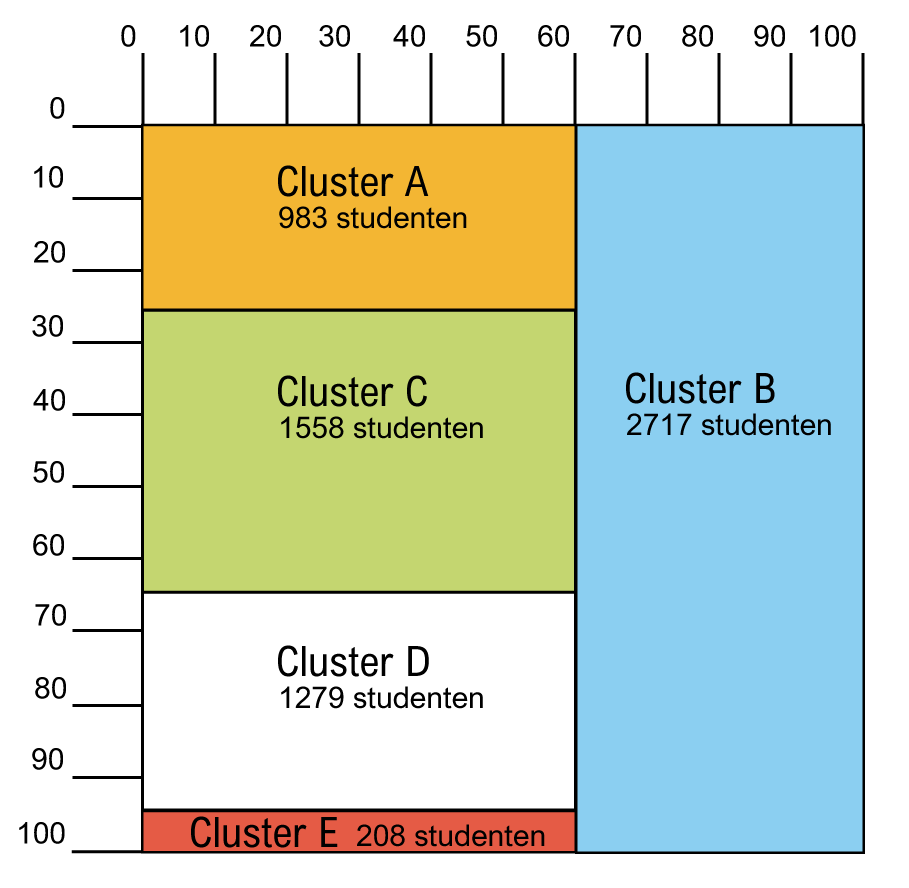 0 10 20 30 40 50 60 70 80 90 100
0
10
20
30
40
50
60
70
80
90
100
Cluster A
983 studenten
Cluster C
1558 studenten
Cluster B
2717 studenten
Cluster D
1279 studenten
Cluster E 208 studenten